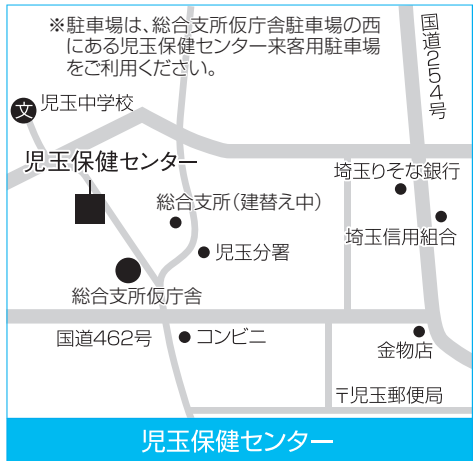 ※駐車場は、総合支所仮庁舎駐車場の西
にある児玉保健センター来客用駐車場
をご利用ください。
国道254号
文 児玉中学校
児玉保健センター
埼玉りそな銀行
総合支所（建替え中）
埼玉信用組合
児玉分署
総合支所仮庁舎
国道462号
コンビニ
金物店
〒児玉郵便局
児玉保健センター